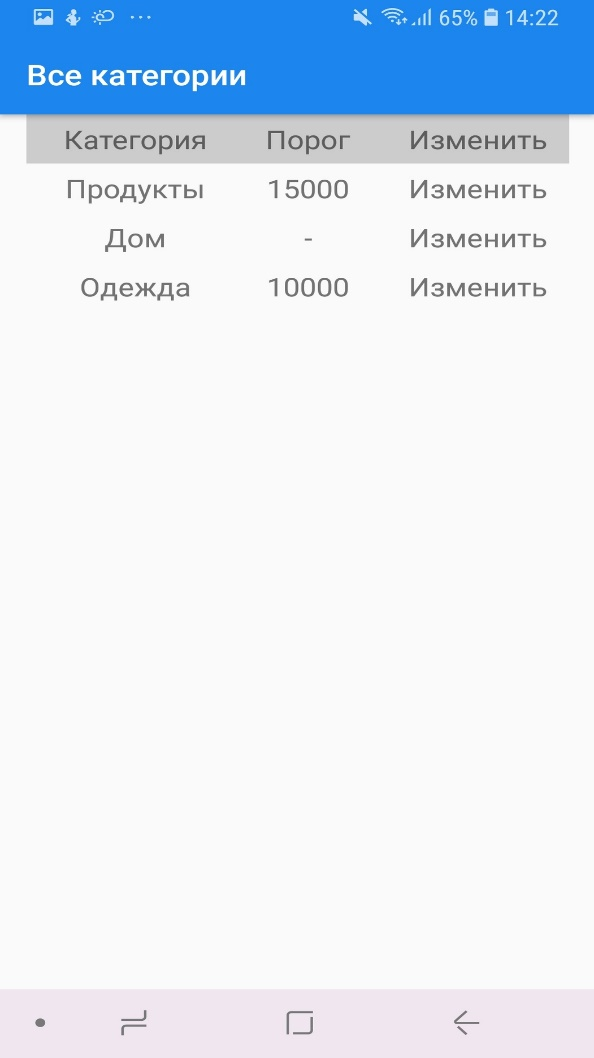 65% 14:22
Все категории
Категория Порог Изменить
Продукты 15000 Изменить
Дом - Изменить
Одежда 10000 Изменить